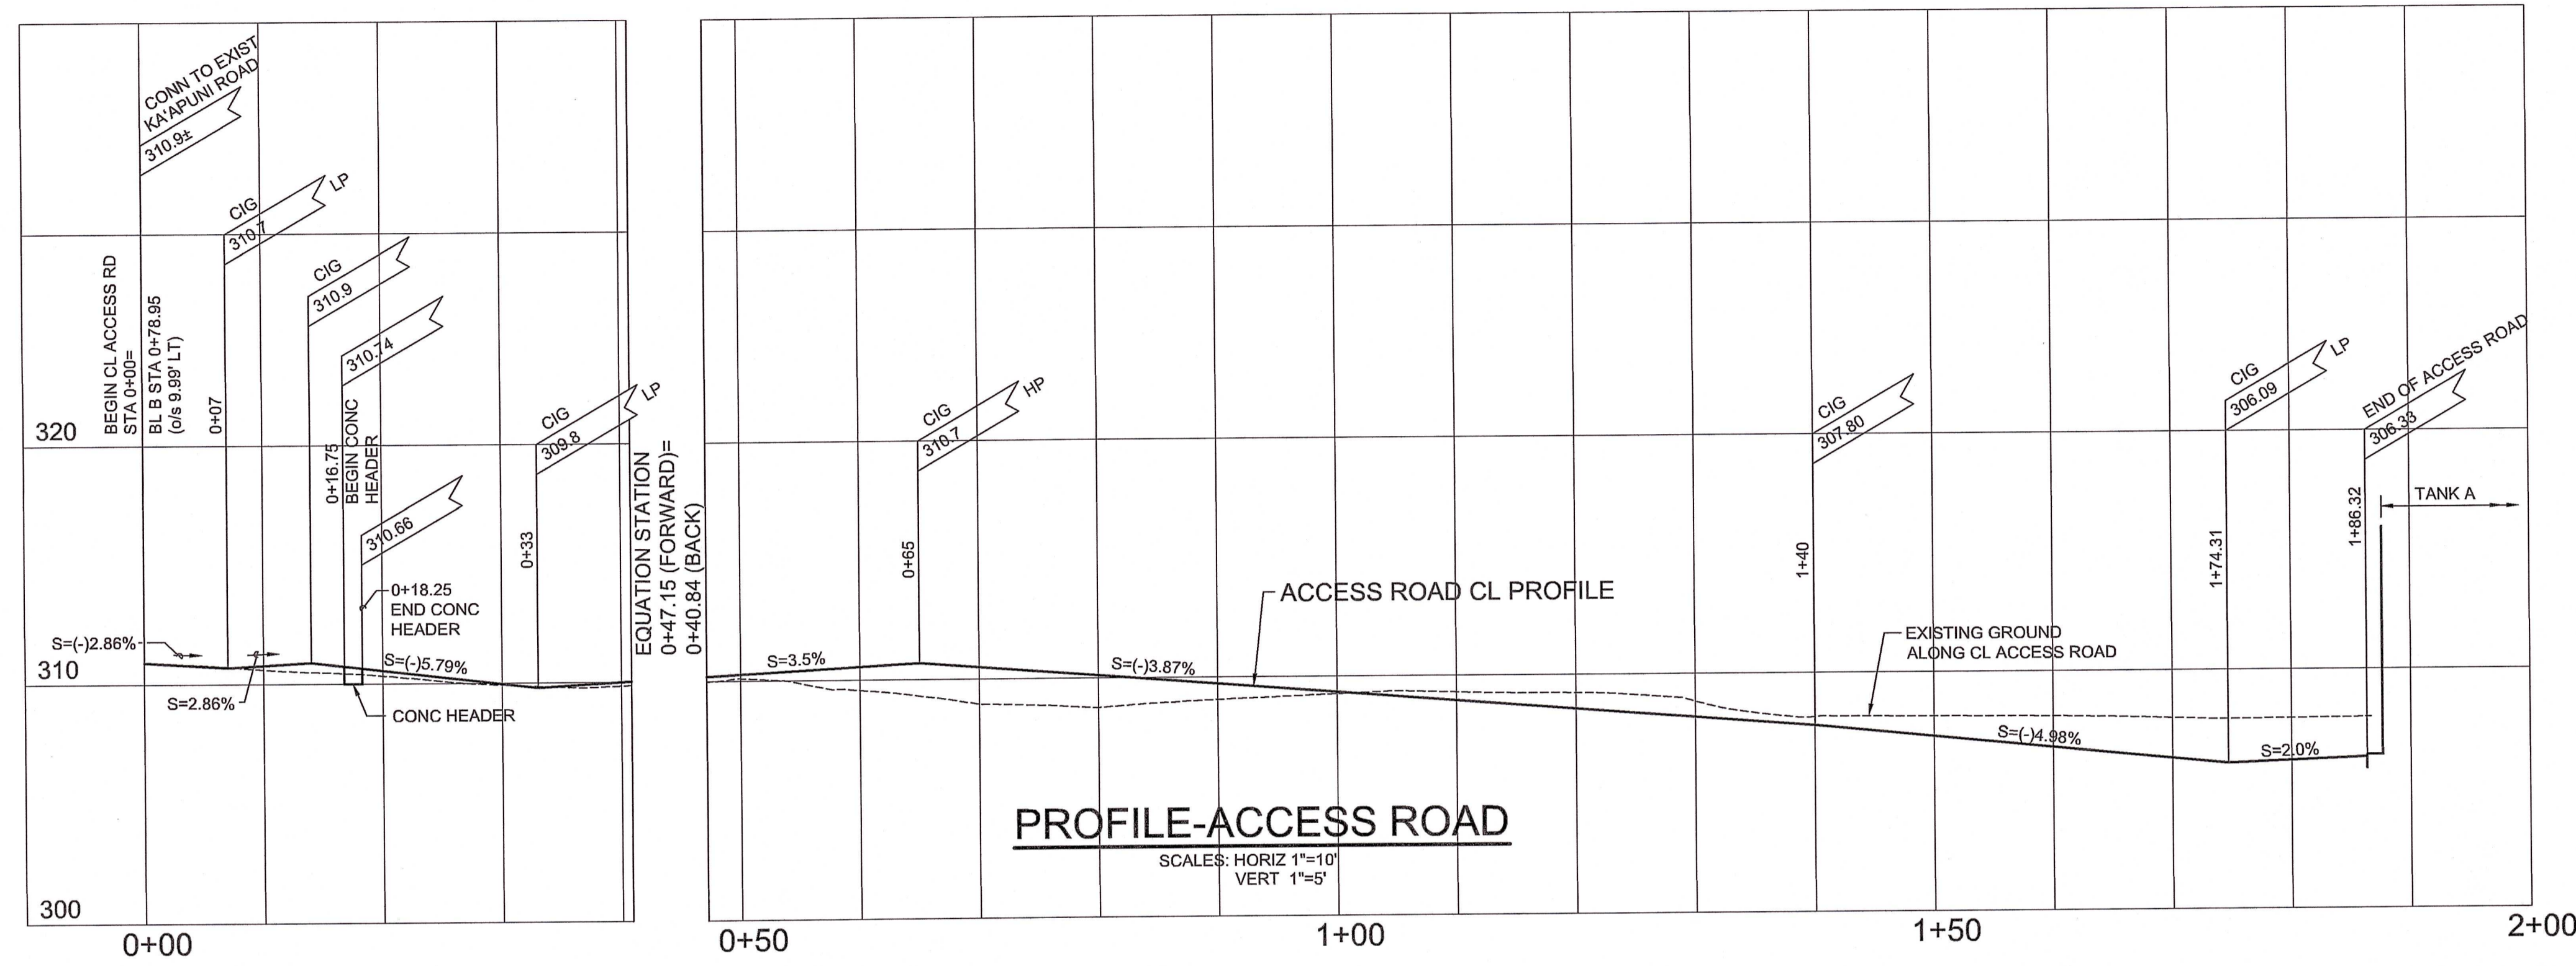 CONN TO EXIST
KA'APUNI ROAD
310.9±
CIG
310.7
LP
CIG
310.9
310.74
BEGIN CL ACCESS RD
STA 0+00=
BL B STA 0+78.95
(o/s 9.99' LT)
0+07
0+16.75
BEGIN CONC
HEADER
310.66
0+18.25
END CONC
HEADER
CIG
309.8
LP
0+33
EQUATION STATION
0+47.15 (FORWARD)=
0+40.84 (BACK)
CIG
310.7
HP
0+65
CIG
307.80
1+40
CIG
306.09
LP
1+74.31
END OF ACCESS ROAD
306.33
1+86.32
TANK A
320
310
300
S=(-)2.86%
S=2.86%
S=(-)5.79%
CONC HEADER
S=3.5%
S=(-)3.87%
ACCESS ROAD CL PROFILE
EXISTING GROUND
ALONG CL ACCESS ROAD
S=(-)4.98%
S=2.0%
PROFILE-ACCESS ROAD
SCALES: HORIZ 1"=10'
VERT 1"=5'
0+00
0+50
1+00
1+50
2+00